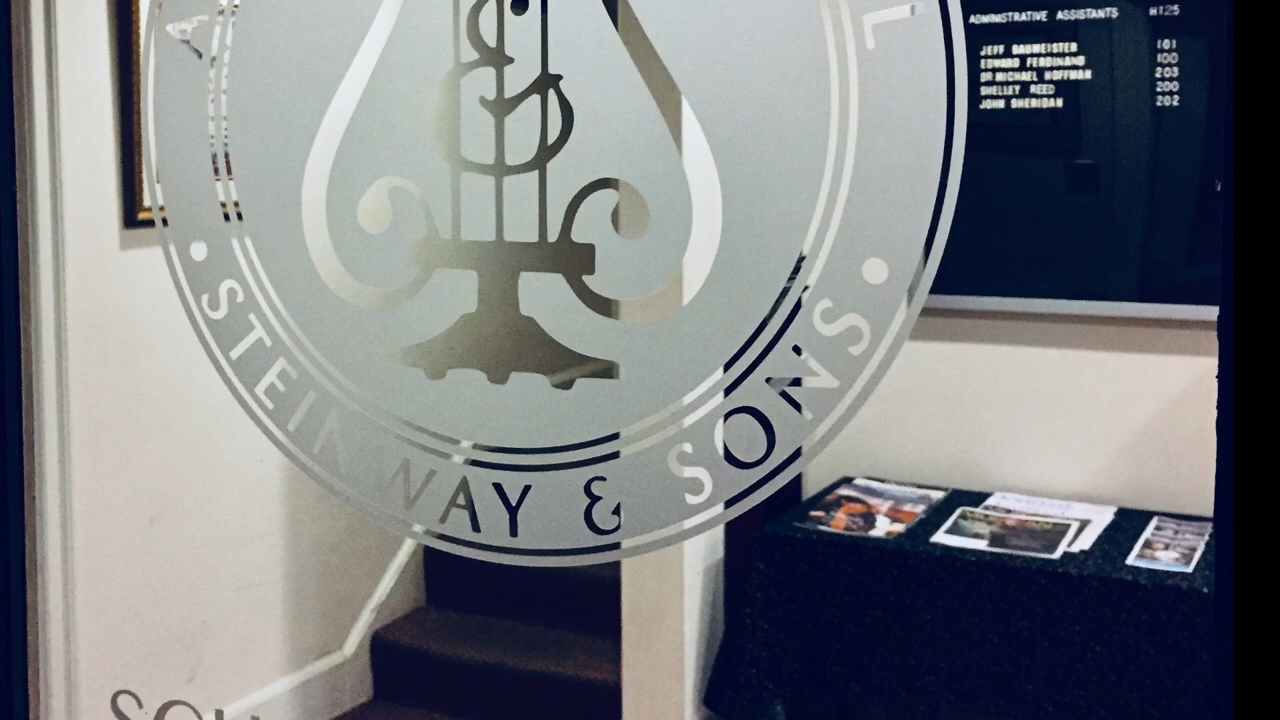 ADMINISTRATIVE ASSISTANTS H125
JEFF BAUMEISTER 101
EDWARD FERDINAND 100
DR MICHAEL HOFFMAN 203
SHELLEY REED 200
JOHN SHERIDAN 202
A L
• STEINWAY & SONS •